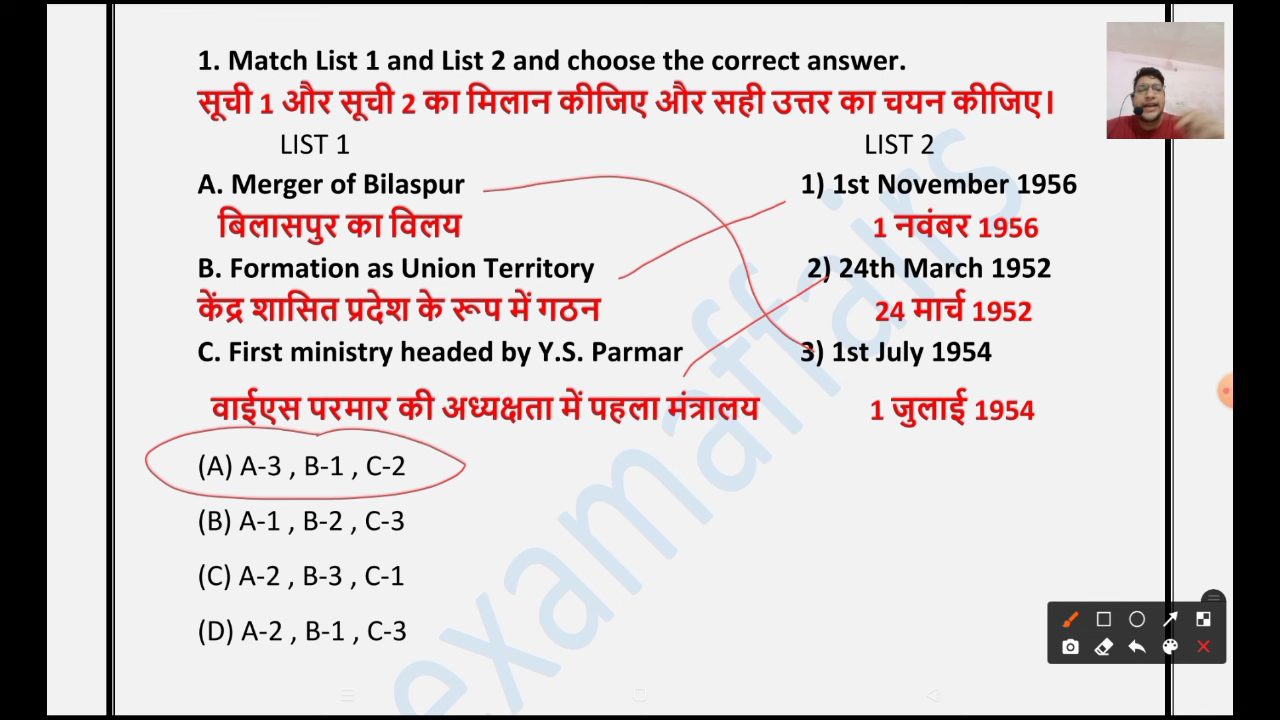 1. Match List 1 and List 2 and choose the correct answer.
सूची 1 और सूची 2 का मिलान कीजिए और सही उत्तर का चयन कीजिए।
LIST 1 LIST 2
A. Merger of Bilaspur 1) 1st November 1956
बिलासपुर का विलय 1 नवंबर 1956
B. Formation as Union Territory 2) 24th March 1952
केंद्र शासित प्रदेश के रूप में गठन 24 मार्च 1952
C. First ministry headed by Y.S. Parmar 3) 1st July 1954
वाईएस परमार की अध्यक्षता में पहला मंत्रालय 1 जुलाई 1954
(A) A-3 , B-1 , C-2
(B) A-1 , B-2 , C-3
(C) A-2 , B-3 , C-1
(D) A-2 , B-1 , C-3
examaffairs